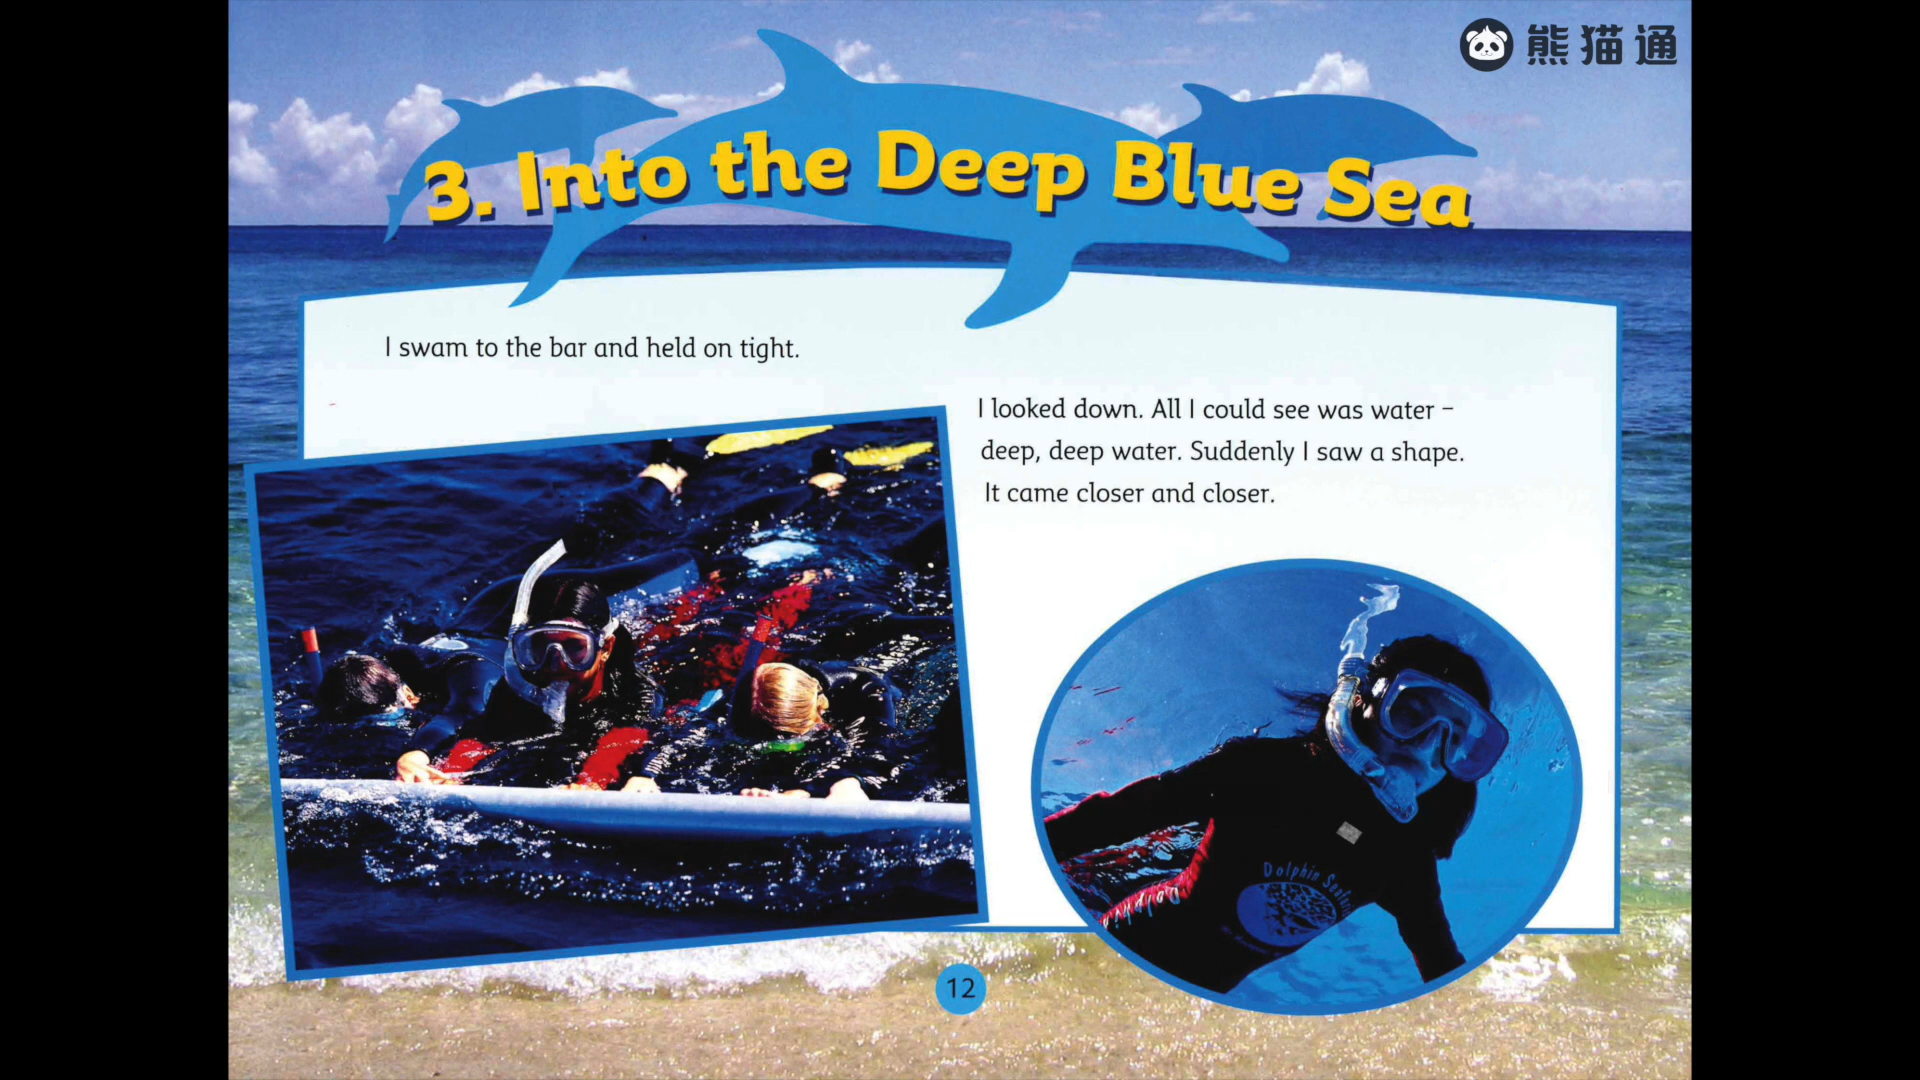 熊猫通
3. Into the Deep Blue Sea
I swam to the bar and held on tight.
I looked down. All I could see was water –
deep, deep water. Suddenly I saw a shape.
It came closer and closer.
Dolphin
12